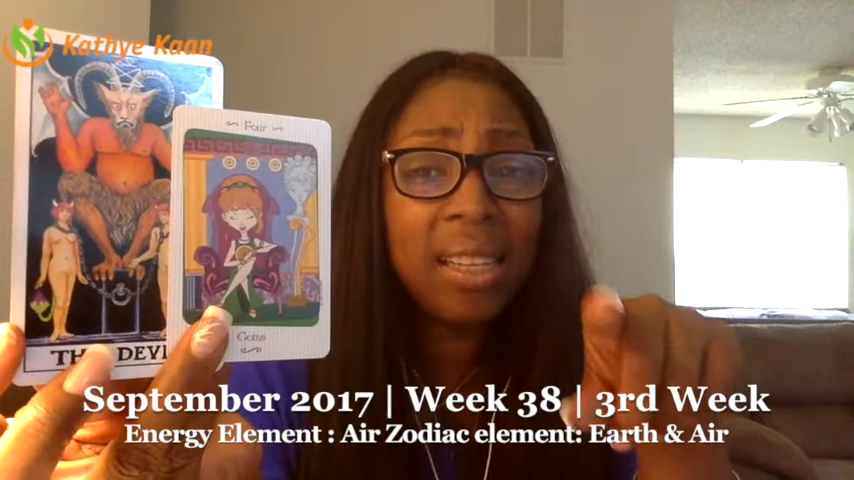 Kathye Kaan
Four
Coins
THE DEVIL
September 2017 | Week 38 | 3rd Week
Energy Element : Air Zodiac element: Earth & Air